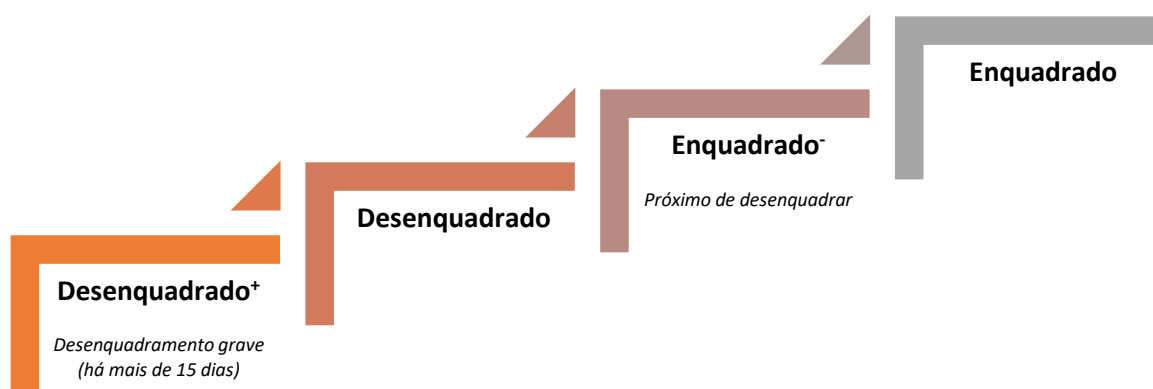 Desenquadrado⁺
Desenquadramento grave
(há mais de 15 dias)
Desenquadrado
Enquadrado⁻
Próximo de desenquadrar
Enquadrado